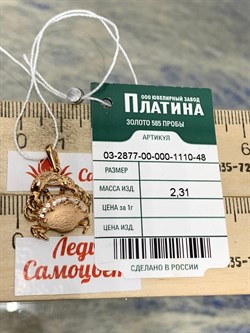 ООО ЮВЕЛИРНЫЙ ЗАВОД
ПЛАТИНА
ЗОЛОТО 585 ПРОБЫ
АРТИКУЛ
03-2877-00-000-1110-48
РАЗМЕР
МАССА ИЗД. 2,31
ЦЕНА за 1г
ЦЕНА ИЗД.
СДЕЛАНО В РОССИИ
Леди
Самоцвет